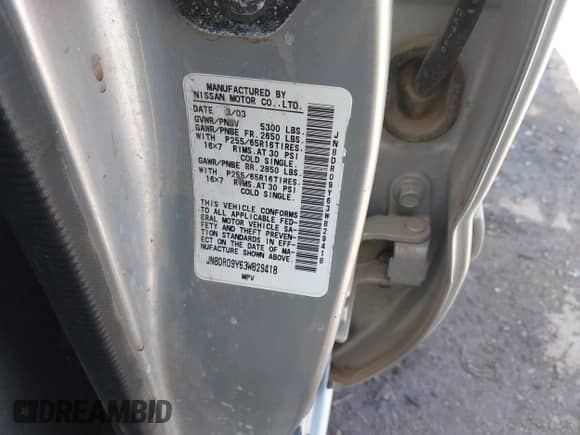 MANUFACTURED BY
NISSAN MOTOR CO., LTD.
DATE 3/03
GVWR/PNBV 5300 LBS.
GAWR/PNBE FR. 2650 LBS.
WITH P255/65R16TIRES.
16X7 RIMS. AT 30 PSI
COLD SINGLE.
GAWR/PNBE RR. 2850 LBS.
WITH P255/65R16TIRES.
16X7 RIMS. AT 30 PSI
COLD SINGLE.
THIS VEHICLE CONFORMS
TO ALL APPLICABLE FED-
ERAL MOTOR VEHICLE SA-
FETY AND THEFT PREVEN-
TION STANDARDS IN EFF-
ECT ON THE DATE OF MA-
NUFACTURE SHOWN ABOVE.
JN8DR09Y63W829418
MPV
JN8DR09Y63W829418
DREAMBID